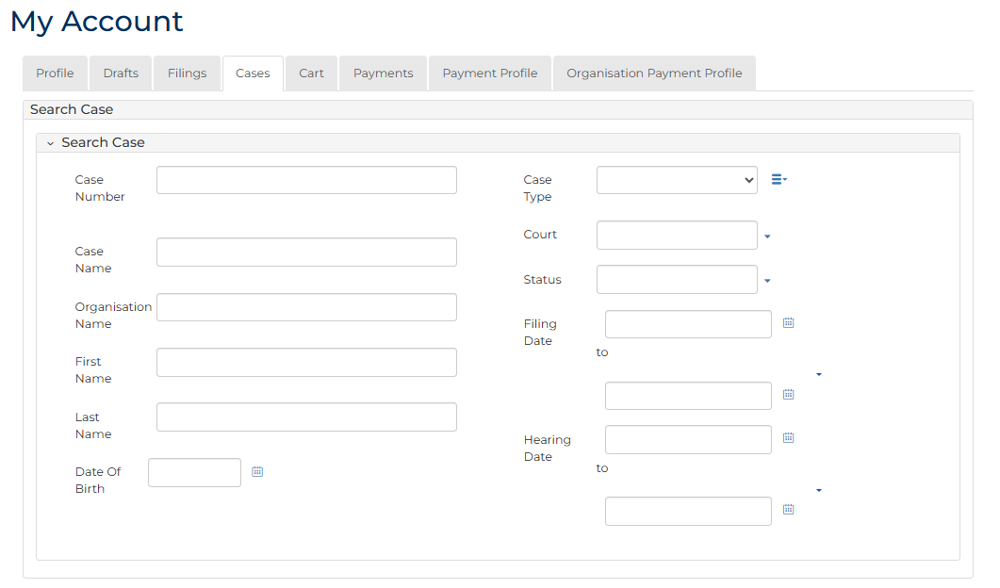 My Account
Profile Drafts Filings Cases Cart Payments Payment Profile Organisation Payment Profile
Search Case
Search Case
Case
Number
Case
Name
Organisation
Name
First
Name
Last
Name
Date Of
Birth
Case
Type
Court
Status
Filing
Date
to
Hearing
Date
to